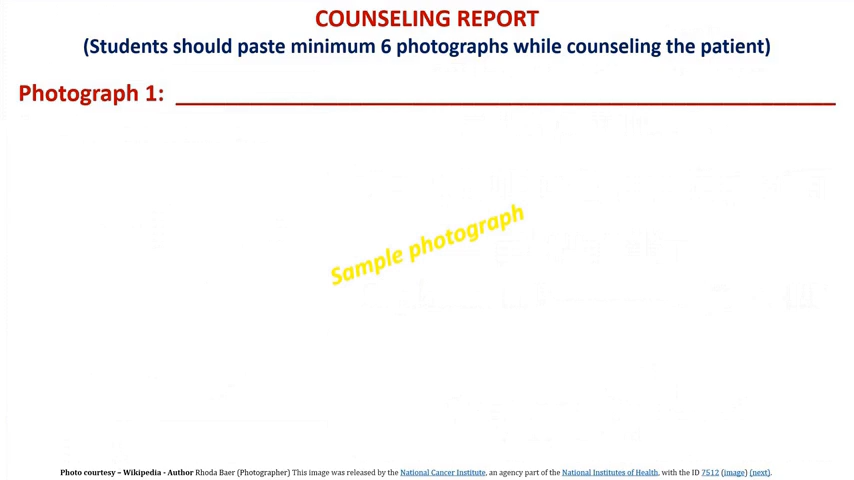 COUNSELING REPORT
(Students should paste minimum 6 photographs while counseling the patient)
Photograph 1: ________________________________________________
Sample photograph
Photo courtesy – Wikipedia - Author Rhoda Baer (Photographer) This image was released by the National Cancer Institute, an agency part of the National Institutes of Health, with the ID 7512 (image) (next).